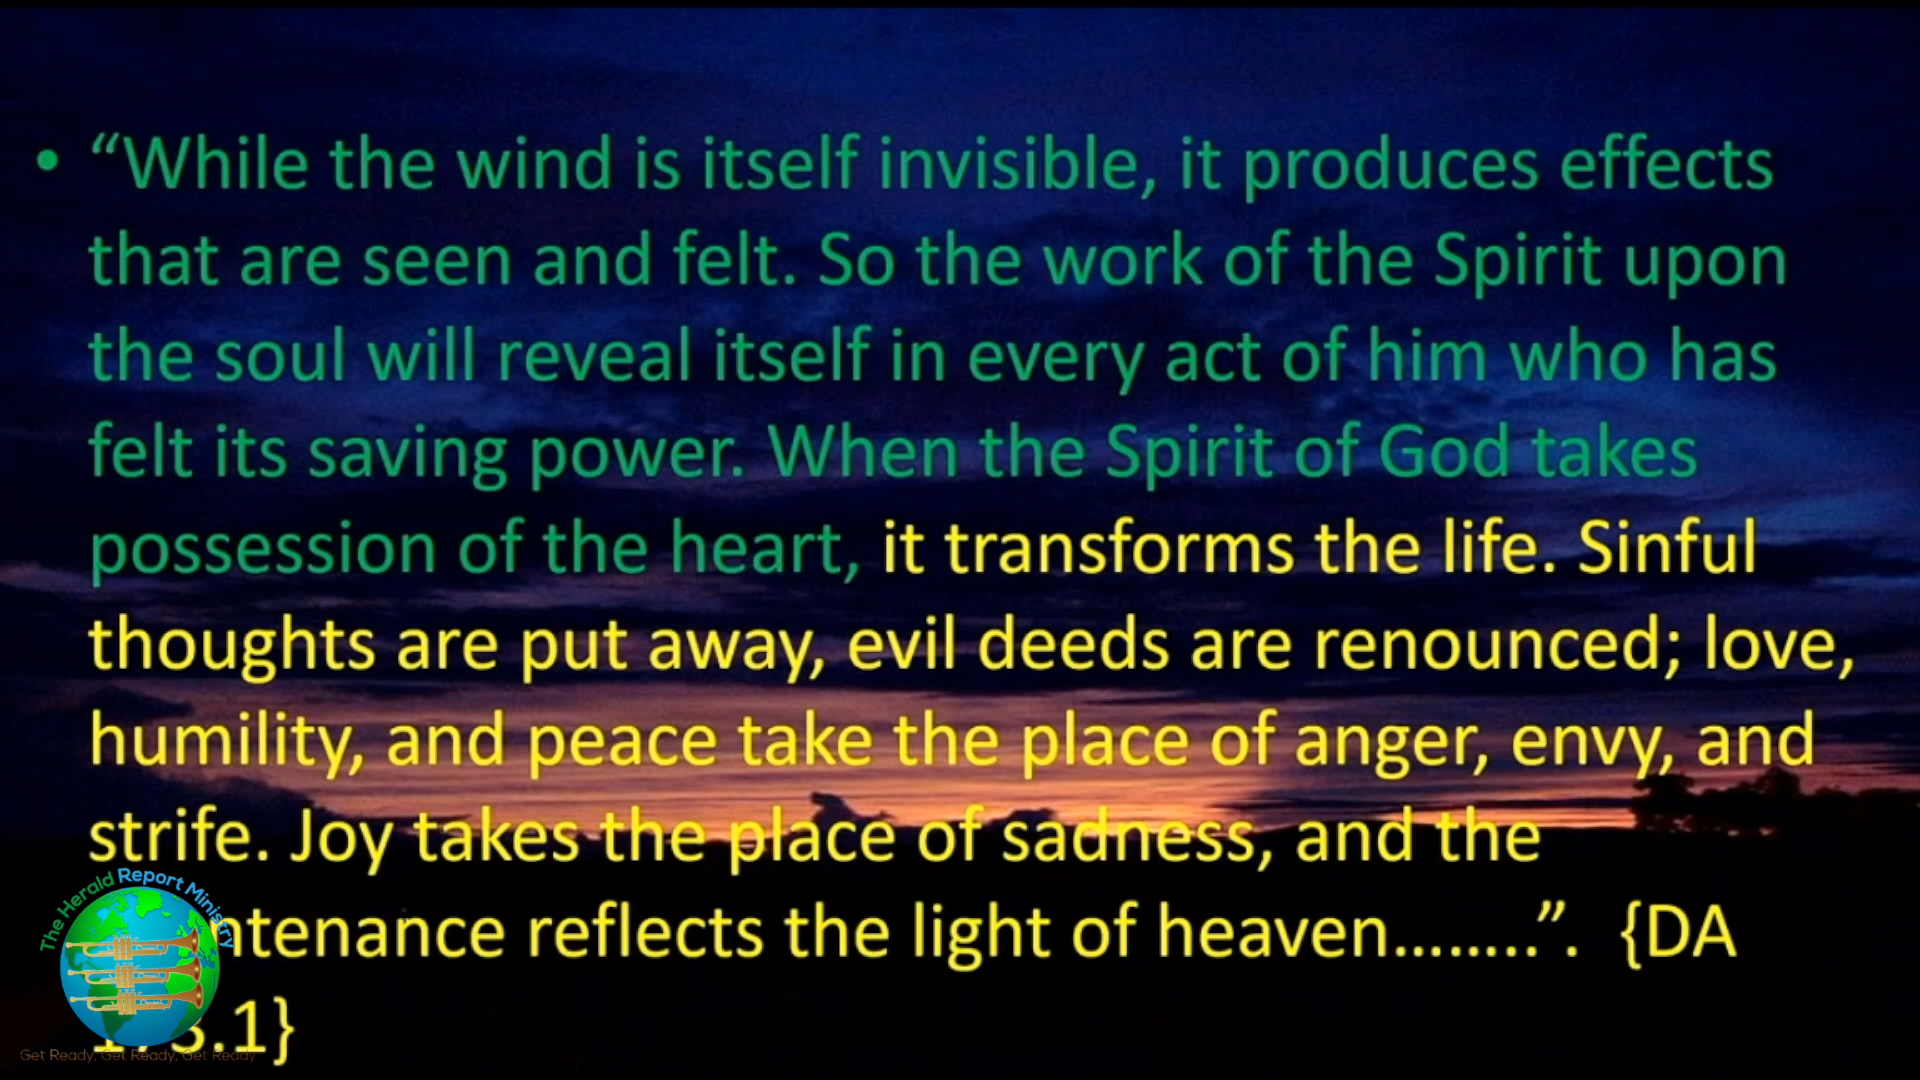 • “While the wind is itself invisible, it produces effects
that are seen and felt. So the work of the Spirit upon
the soul will reveal itself in every act of him who has
felt its saving power. When the Spirit of God takes
possession of the heart, it transforms the life. Sinful
thoughts are put away, evil deeds are renounced; love,
humility, and peace take the place of anger, envy, and
strife. Joy takes the place of sadness, and the
ntenance reflects the light of heaven……..”. {DA
.1}
The Herald Report Ministry
Get Ready, Get Ready, Get Ready